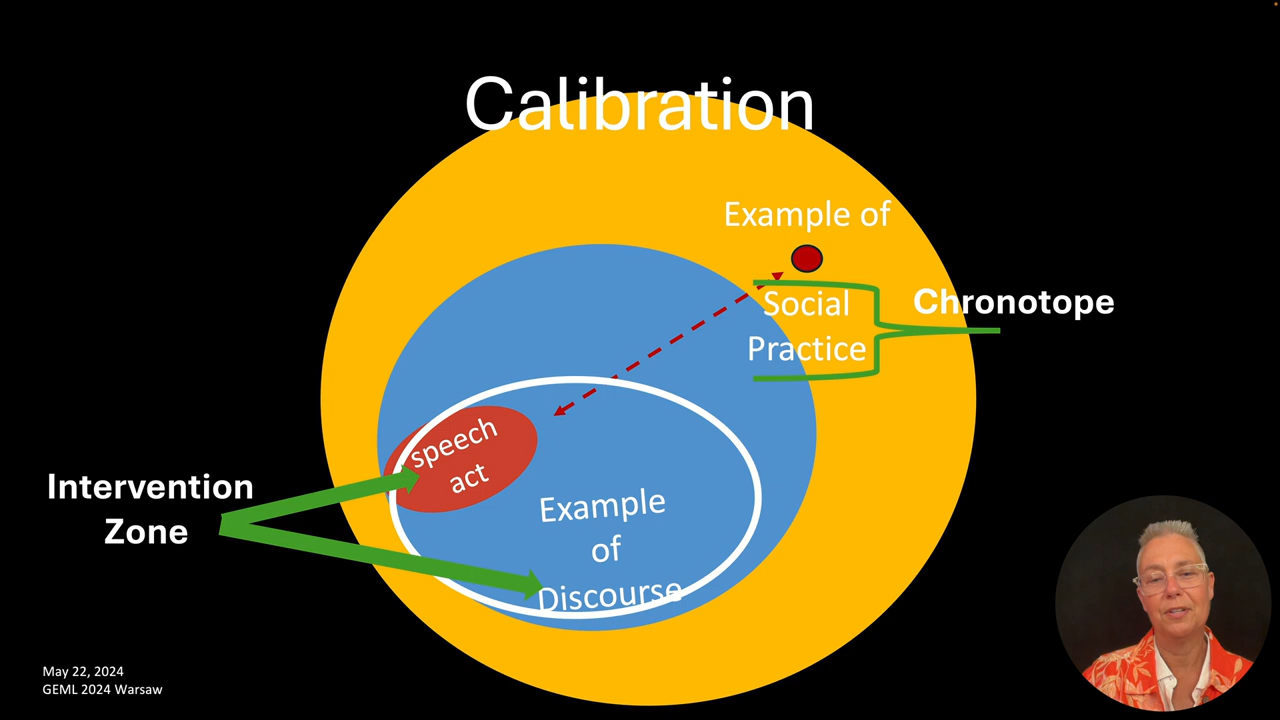 Calibration
Example of
Social
Practice
Chronotope
speech
act
Intervention
Zone
Example
of
Discourse
May 22, 2024
GEML 2024 Warsaw